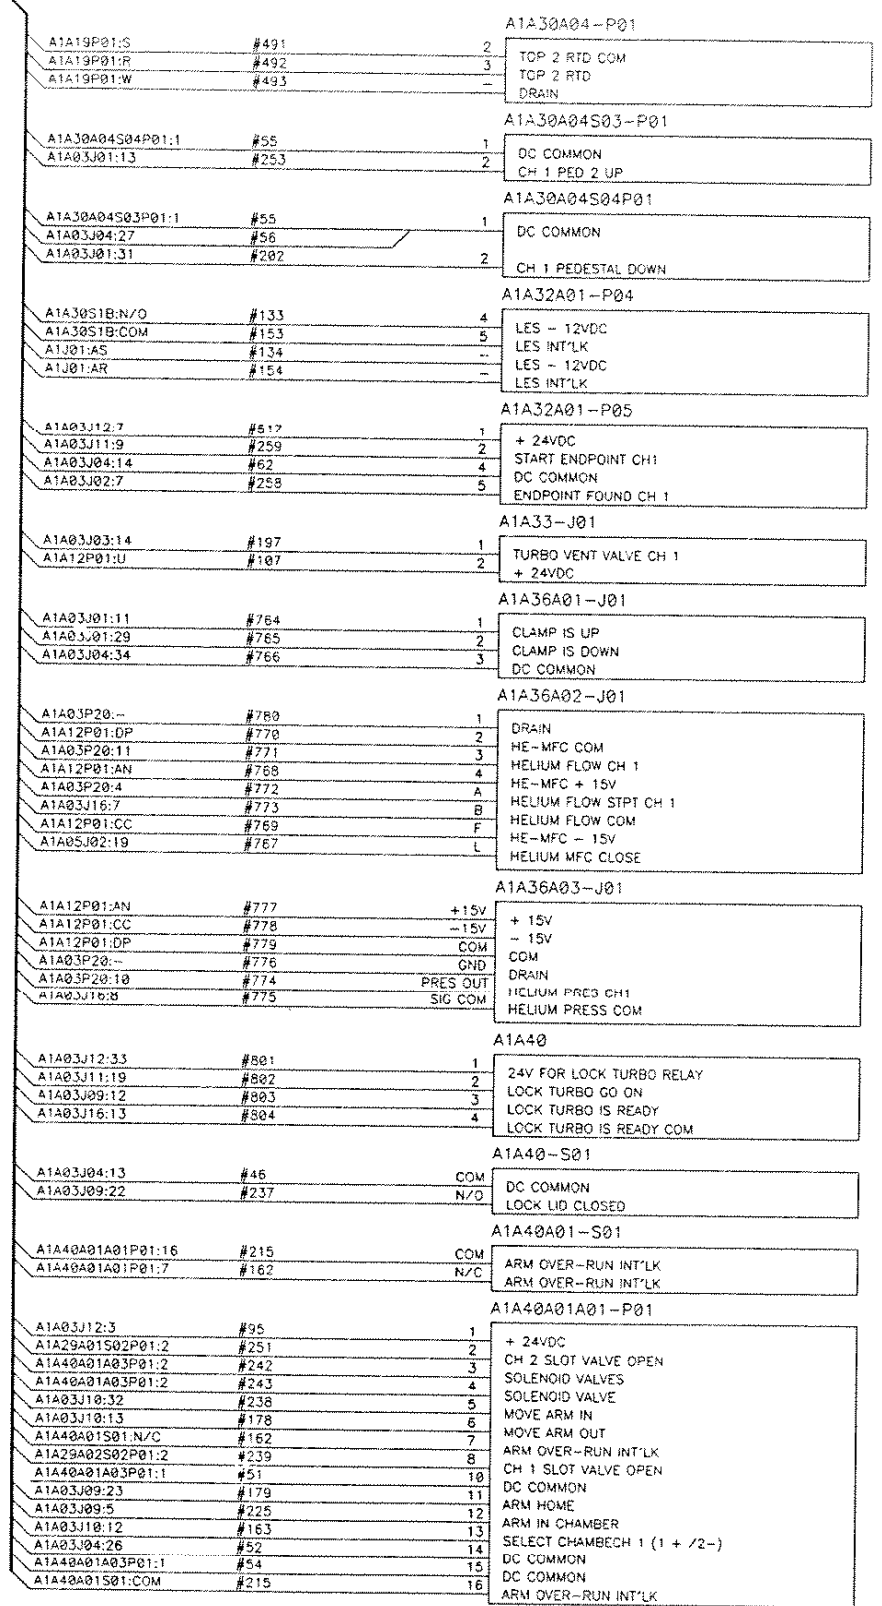 A1A30A04-P01
A1A19P01:S #491 2 TOP 2 RTD COM
A1A19P01:R #492 3 TOP 2 RTD
A1A19P01:W #493 - DRAIN
A1A30A04S03-P01
A1A30A04S04P01:1 #55 1 DC COMMON
A1A03J01:13 #253 2 CH 1 PED 2 UP
A1A30A04S04P01
A1A30A04S03P01:1 #55 1 DC COMMON
A1A03J04:27 #56
A1A03J01:31 #202 2 CH 1 PEDESTAL DOWN
A1A32A01-P04
A1A30S1B:N/O #133 4 LES - 12VDC
A1A30S1B:COM #153 5 LES INT'LK
A1J01:AS #134 - LES - 12VDC
A1J01:AR #154 - LES INT'LK
A1A32A01-P05
A1A03J12:7 #517 1 + 24VDC
A1A03J11:9 #259 2 START ENDPOINT CH1
A1A03J04:14 #62 4 DC COMMON
A1A03J02:7 #258 5 ENDPOINT FOUND CH 1
A1A33-J01
A1A03J03:14 #197 1 TURBO VENT VALVE CH 1
A1A12P01:U #107 2 + 24VDC
A1A36A01-J01
A1A03J01:11 #764 1 CLAMP IS UP
A1A03J01:29 #765 2 CLAMP IS DOWN
A1A03J04:34 #766 3 DC COMMON
A1A36A02-J01
A1A03P20:- #780 1 DRAIN
A1A12P01:DP #770 2 HE-MFC COM
A1A03P20:11 #771 3 HELIUM FLOW CH 1
A1A12P01:AN #768 4 HE-MFC + 15V
A1A03P20:4 #772 A HELIUM FLOW STPT CH 1
A1A03J16:7 #773 B HELIUM FLOW COM
A1A12P01:CC #769 F HE-MFC - 15V
A1A05J02:19 #767 L HELIUM MFC CLOSE
A1A36A03-J01
A1A12P01:AN #777 +15V + 15V
A1A12P01:CC #778 -15V - 15V
A1A12P01:DP #779 COM COM
A1A03P20:- #776 GND DRAIN
A1A03P20:10 #774 PRES OUT HELIUM PRES CH1
A1A03J16:8 #775 SIG COM HELIUM PRESS COM
A1A40
A1A03J12:33 #801 1 24V FOR LOCK TURBO RELAY
A1A03J11:19 #802 2 LOCK TURBO GO ON
A1A03J09:12 #803 3 LOCK TURBO IS READY
A1A03J16:13 #804 4 LOCK TURBO IS READY COM
A1A40-S01
A1A03J04:13 #46 COM DC COMMON
A1A03J09:22 #237 N/O LOCK LID CLOSED
A1A40A01-S01
A1A40A01A01P01:16 #215 COM ARM OVER-RUN INT'LK
A1A40A01A01P01:7 #162 N/C ARM OVER-RUN INT'LK
A1A40A01A01-P01
A1A03J12:3 #95 1 + 24VDC
A1A29A01S02P01:2 #251 2 CH 2 SLOT VALVE OPEN
A1A40A01A03P01:2 #242 3 SOLENOID VALVES
A1A40A01A03P01:2 #243 4 SOLENOID VALVE
A1A03J10:32 #238 5 MOVE ARM IN
A1A03J10:13 #178 6 MOVE ARM OUT
A1A40A01S01:N/C #162 7 ARM OVER-RUN INT'LK
A1A29A02S02P01:2 #239 8 CH 1 SLOT VALVE OPEN
A1A40A01A03P01:1 #51 10 DC COMMON
A1A03J09:23 #179 11 ARM HOME
A1A03J09:5 #225 12 ARM IN CHAMBER
A1A03J10:12 #163 13 SELECT CHAMBECH 1 (1 + /2-)
A1A03J04:26 #52 14 DC COMMON
A1A40A01A03P01:1 #54 15 DC COMMON
A1A40A01S01:COM #215 16 ARM OVER-RUN INT'LK